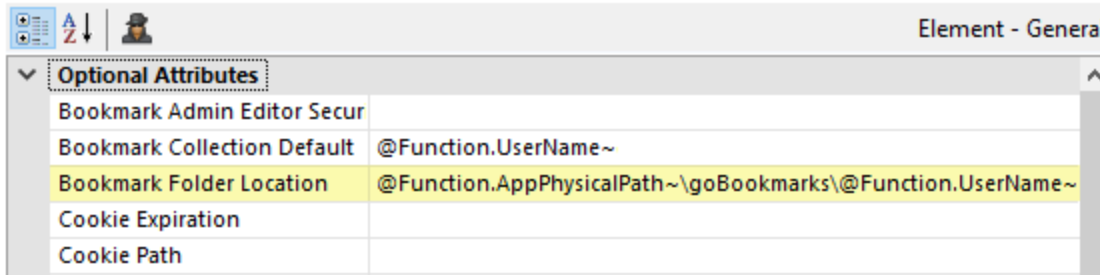 Element - Genera
Optional Attributes
Bookmark Admin Editor Secur
Bookmark Collection Default @Function.UserName~
Bookmark Folder Location @Function.AppPhysicalPath~\goBookmarks\@Function.UserName~
Cookie Expiration
Cookie Path